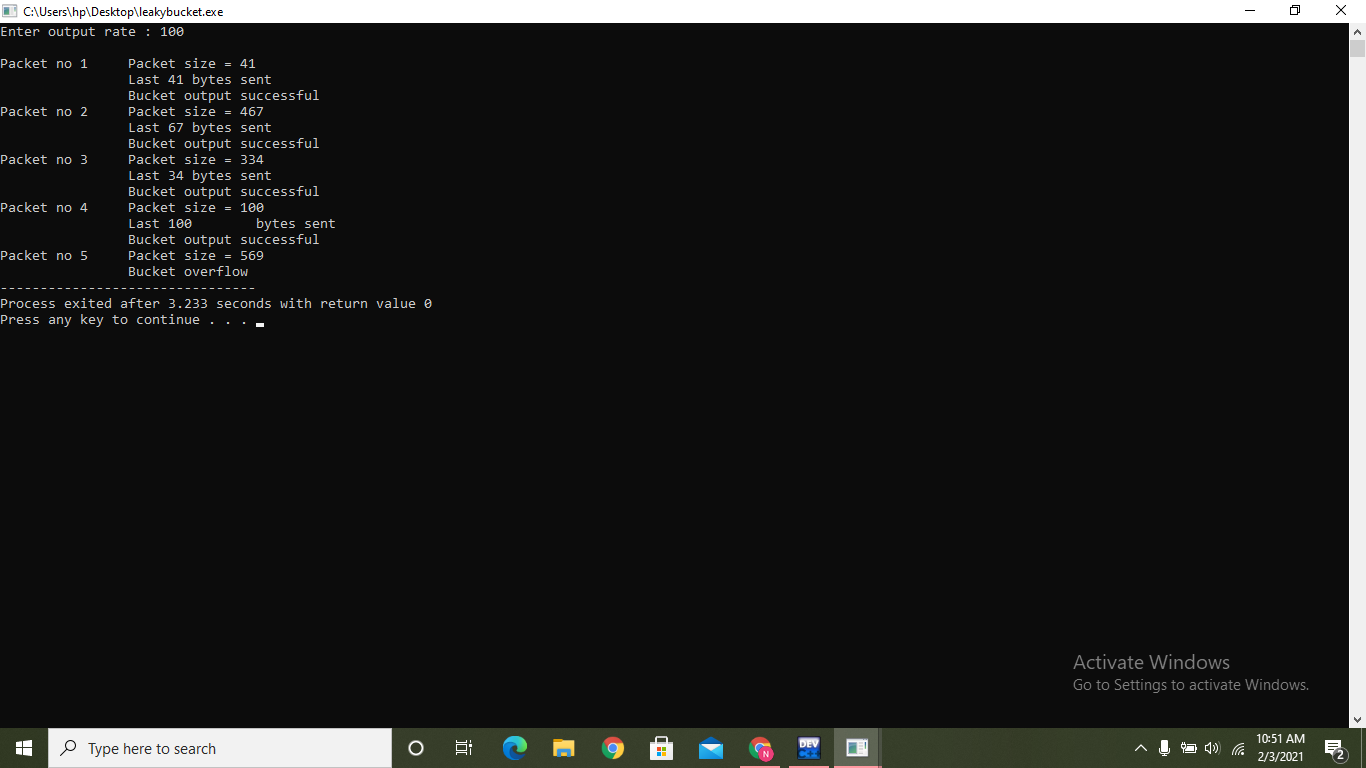 C:\Users\hp\Desktop\leakybucket.exe
Enter output rate : 100
Packet no 1     Packet size = 41
                Last 41 bytes sent
                Bucket output successful
Packet no 2     Packet size = 467
                Last 67 bytes sent
                Bucket output successful
Packet no 3     Packet size = 334
                Last 34 bytes sent
                Bucket output successful
Packet no 4     Packet size = 100
                Last 100        bytes sent
                Bucket output successful
Packet no 5     Packet size = 569
                Bucket overflow
--------------------------------
Process exited after 3.233 seconds with return value 0
Press any key to continue . . .
Activate Windows
Go to Settings to activate Windows.
Type here to search
N
DEV
C++
10:51 AM
2/3/2021
2